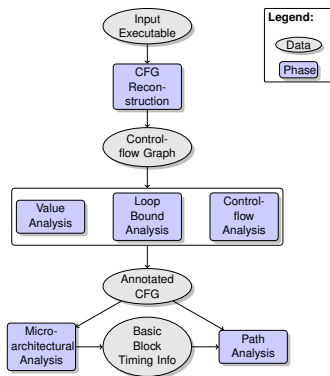 Input
Executable
Legend:
Data
Phase
CFG
Recon-
struction
Control-
flow Graph
Value
Analysis
Loop
Bound
Analysis
Control-
flow Analysis
Annotated
CFG
Micro-
architectural
Analysis
Basic
Block
Timing Info
Path
Analysis